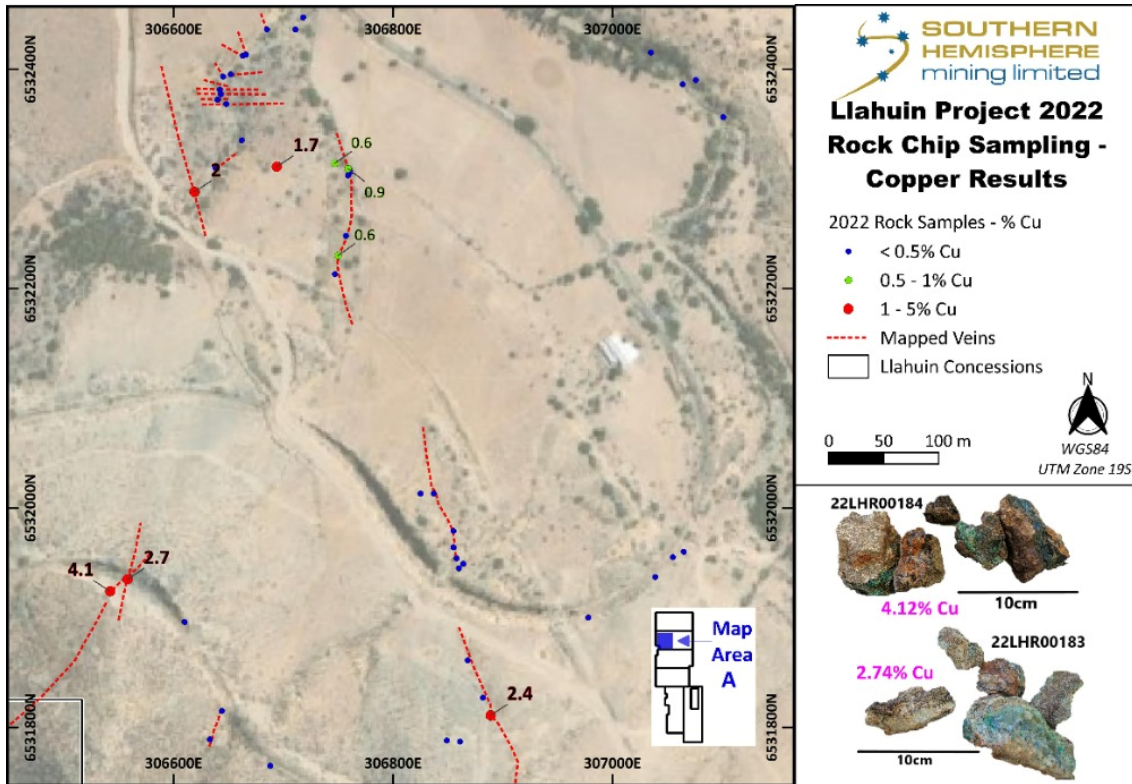 306600E
306800E
307000E
6532400N
6532400N
1.7
0.6
2
0.9
0.6
6532200N
6532200N
6532000N
6532000N
4.1
2.7
2.4
Map
Area
A
6531800N
6531800N
306600E
306800E
307000E
SOUTHERN
HEMISPHERE
mining limited
Llahuin Project 2022
Rock Chip Sampling -
Copper Results
2022 Rock Samples - % Cu
< 0.5% Cu
0.5 - 1% Cu
1 - 5% Cu
Mapped Veins
Llahuin Concessions
N
0 50 100 m
WGS84
UTM Zone 19S
22LHR00184
4.12% Cu
10cm
22LHR00183
2.74% Cu
10cm